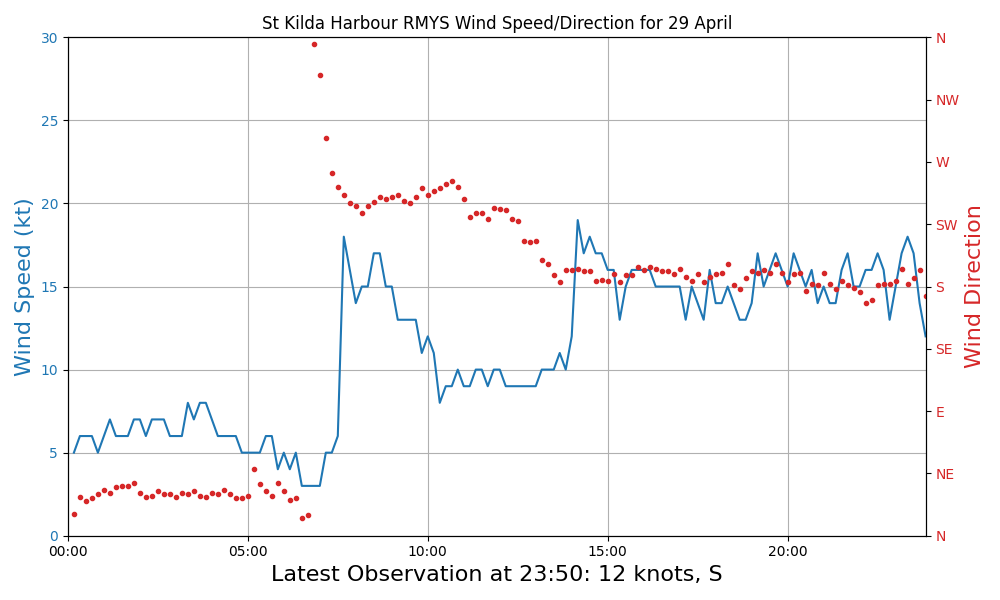 St Kilda Harbour RMYS Wind Speed/Direction for 29 April
30
25
20
15
10
5
0
Wind Speed (kt)
N
NW
W
SW
S
SE
E
NE
N
Wind Direction
00:00 05:00 10:00 15:00 20:00
Latest Observation at 23:50: 12 knots, S